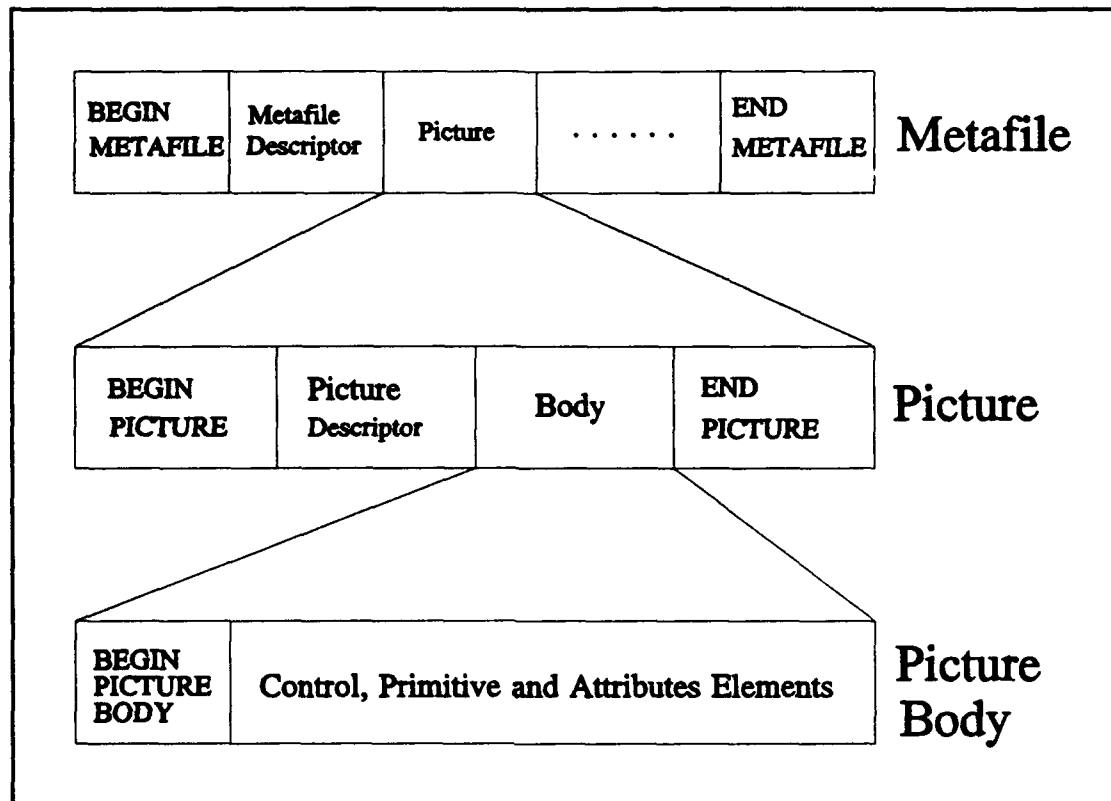 BEGIN
METAFILE
Metafile
Descriptor
Picture
......
END
METAFILE
Metafile
BEGIN
PICTURE
Picture
Descriptor
Body
END
PICTURE
Picture
BEGIN
PICTURE
BODY
Control, Primitive and Attributes Elements
Picture
Body